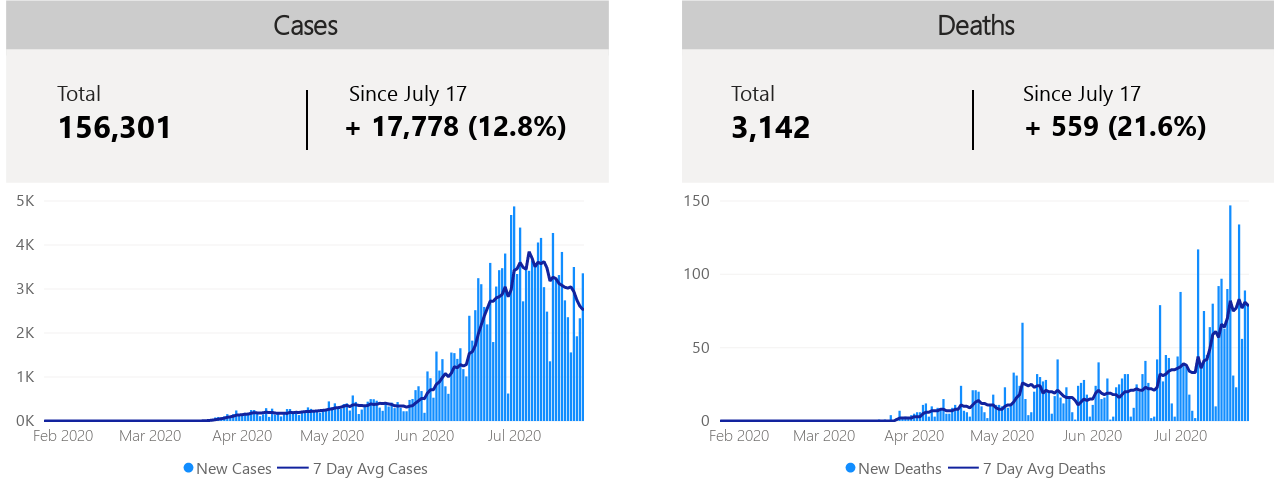 Cases
Total
156,301
Since July 17
+ 17,778 (12.8%)
5K
4K
3K
2K
1K
0K
Feb 2020 Mar 2020 Apr 2020 May 2020 Jun 2020 Jul 2020
New Cases 7 Day Avg Cases
Deaths
Total
3,142
Since July 17
+ 559 (21.6%)
150
100
50
0
Feb 2020 Mar 2020 Apr 2020 May 2020 Jun 2020 Jul 2020
New Deaths 7 Day Avg Deaths